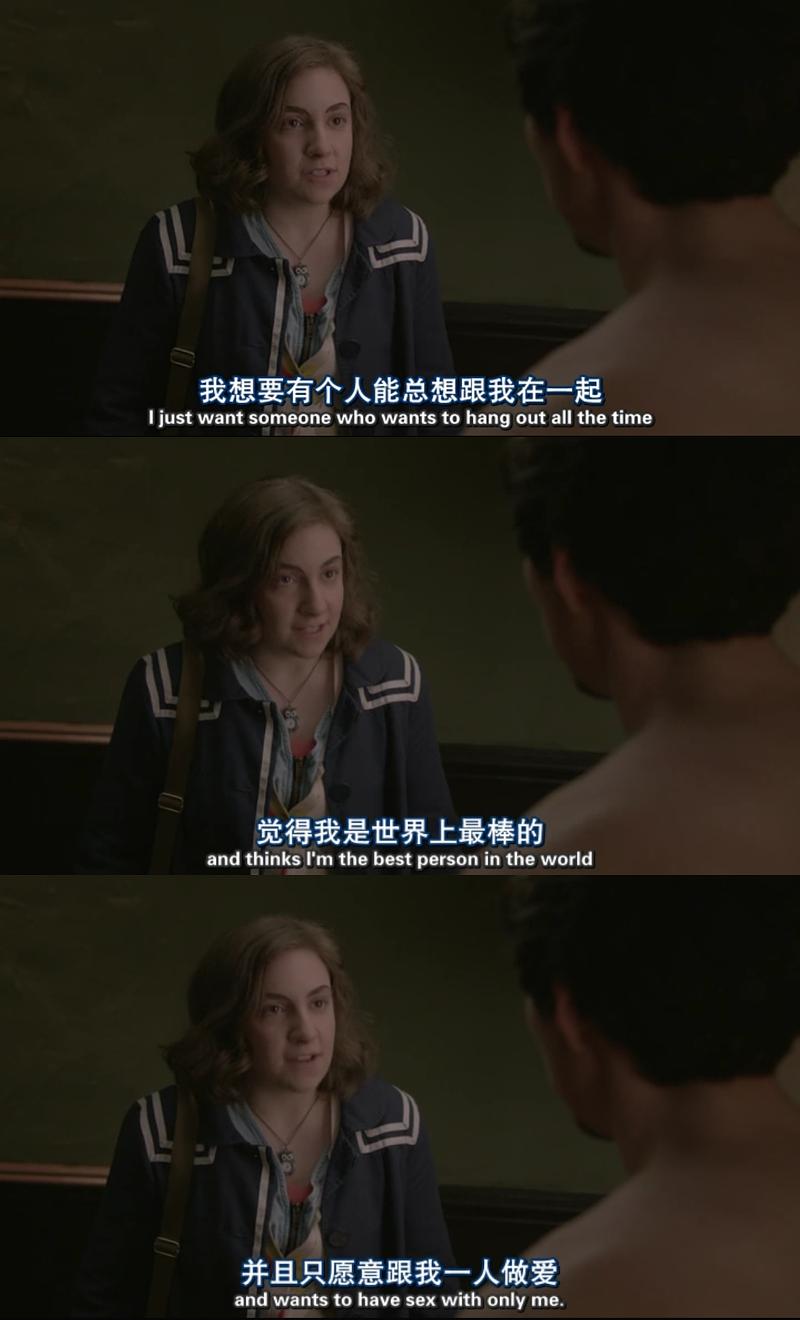 我想要有个人能总想跟我在一起
I just want someone who wants to hang out all the time
觉得我是世界上最棒的
and thinks I'm the best person in the world
并且只愿意跟我一人做爱
and wants to have sex with only me.